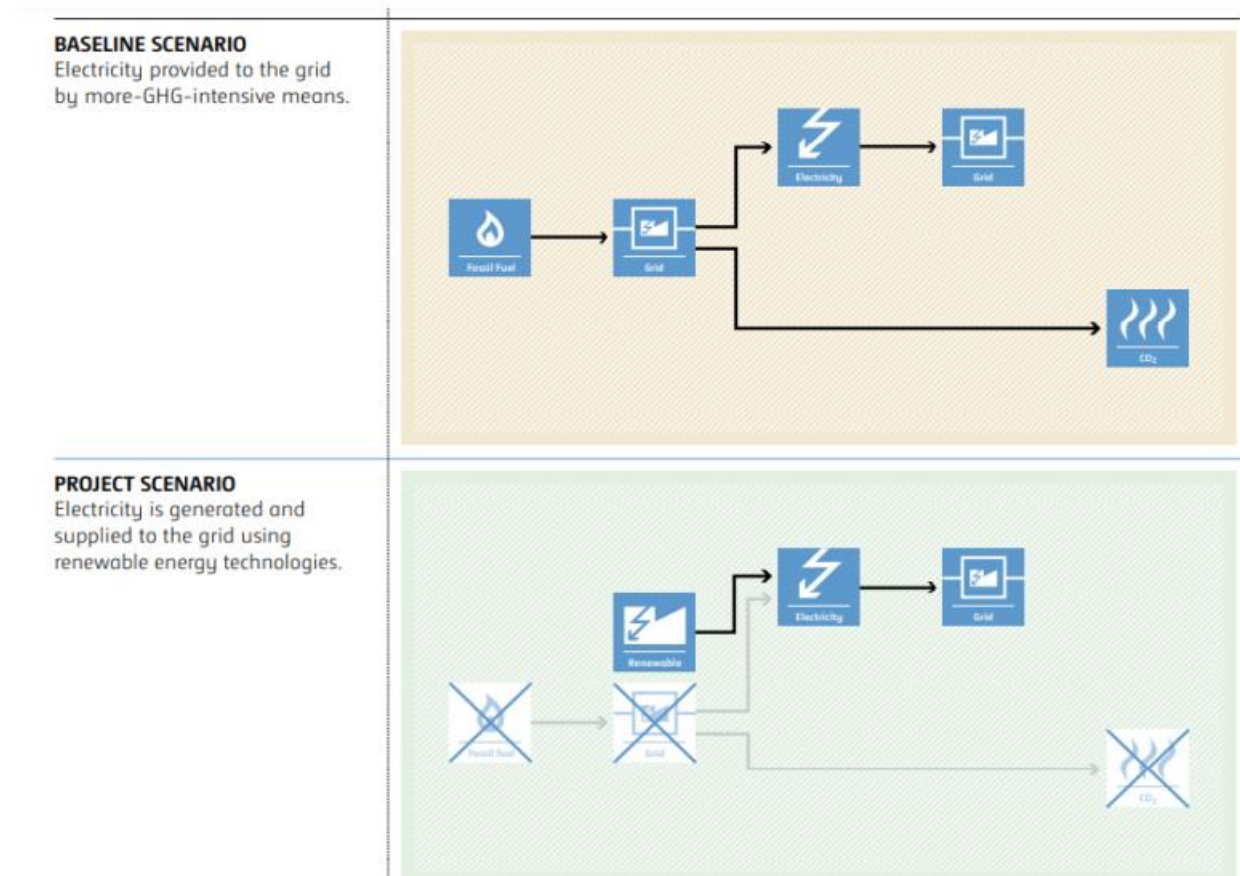 BASELINE SCENARIO
Electricity provided to the grid
by more-GHG-intensive means.
Electricity
Grid
Fossil Fuel
Grid
CO₂
PROJECT SCENARIO
Electricity is generated and
supplied to the grid using
renewable energy technologies.
Electricity
Grid
Renewable
Fossil Fuel
Grid
CO₂